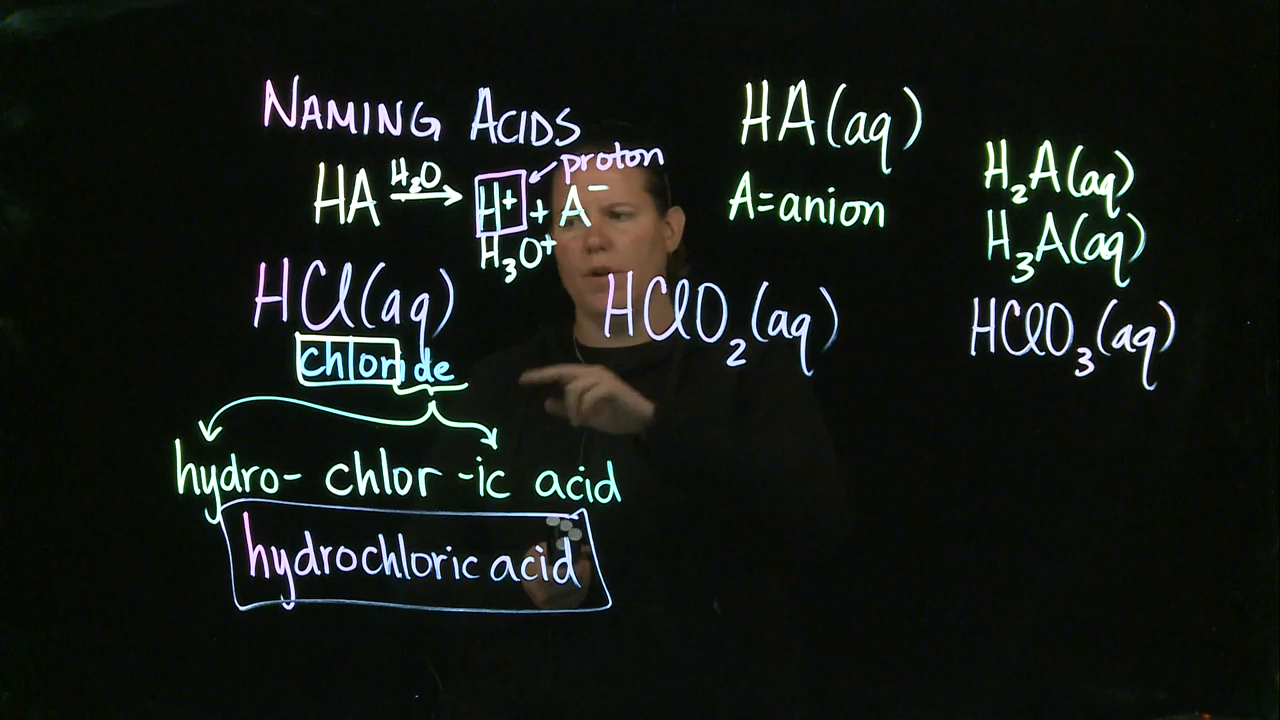 NAMING ACIDS
HA H₂O → H⁺ + A⁻
proton
H₃O⁺
HA(aq)
A=anion
H₂A(aq)
H₃A(aq)
HCl(aq)
chloride
hydro- chlor -ic acid
hydrochloric acid
HClO₂(aq)
HClO₃(aq)